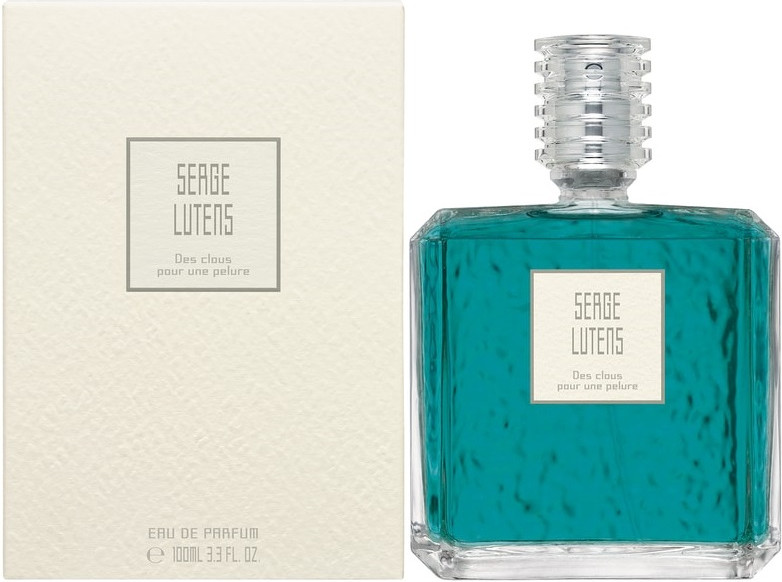 SERGE
LUTENS
Des clous
pour une pelure
EAU DE PARFUM
℮ 100ML 3.3 FL. OZ.
SERGE
LUTENS
Des clous
pour une pelure